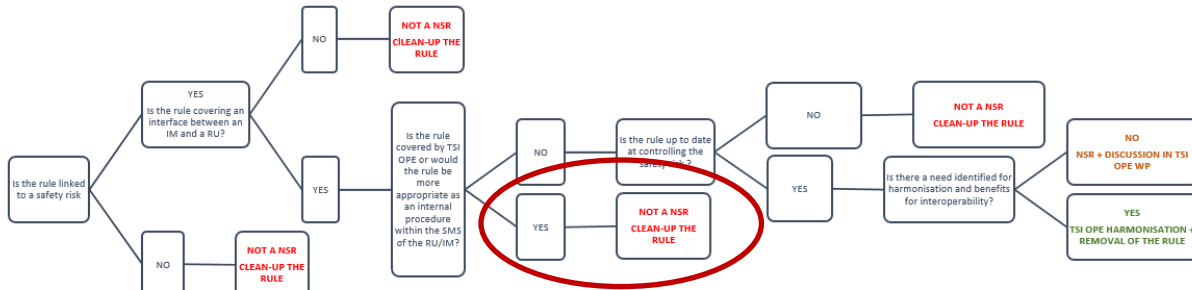 Is the rule linked
to a safety risk
YES
Is the rule covering an
interface between an
IM and a RU?
NO
NOT A NSR
CLEAN-UP THE
RULE
NO
NOT A NSR
CLEAN-UP THE
RULE
YES
Is the rule
covered by TSI
OPE or would
the rule be
more
appropriate as
an internal
procedure
within the SMS
of the RU/IM?
NO
Is the rule up to date
at controlling the
safety risk ?
YES
NOT A NSR
CLEAN-UP THE
RULE
NO
NOT A NSR
CLEAN-UP THE RULE
YES
Is there a need identified for
harmonisation and benefits
for interoperability?
NO
NSR + DISCUSSION IN TSI
OPE WP
YES
TSI OPE HARMONISATION +
REMOVAL OF THE RULE